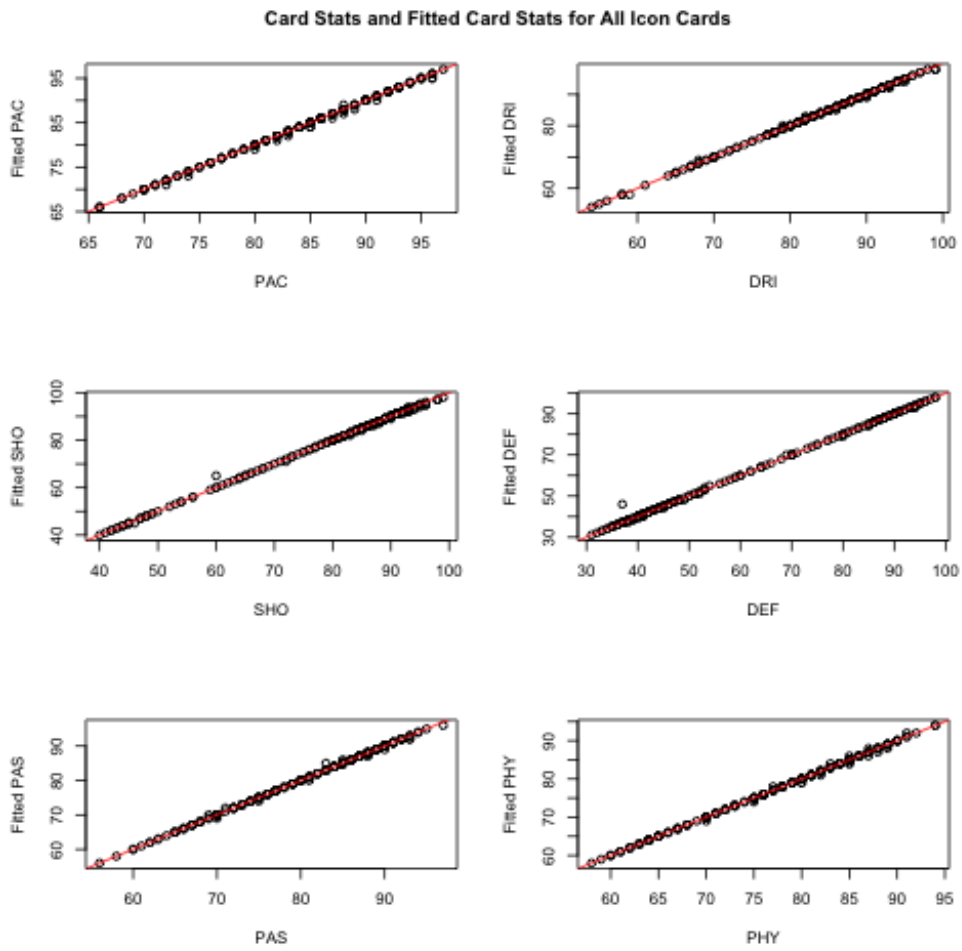 Card Stats and Fitted Card Stats for All Icon Cards
Fitted PAC
65 75 85 95
65 70 75 80 85 90 95
PAC
Fitted DRI
60 80
60 70 80 90 100
DRI
Fitted SHO
40 60 80 100
40 50 60 70 80 90 100
SHO
Fitted DEF
30 50 70 90
30 40 50 60 70 80 90 100
DEF
Fitted PAS
60 70 80 90
60 70 80 90
PAS
Fitted PHY
60 70 80 90
60 65 70 75 80 85 90 95
PHY